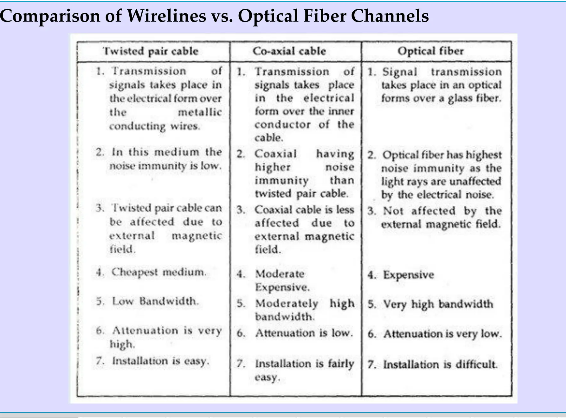 Comparison of Wirelines vs. Optical Fiber Channels
Twisted pair cable
1. Transmission of
signals takes place in
the electrical form over
the metallic
conducting wires.
2. In this medium the
noise immunity is low.
3. Twisted pair cable can
be affected due to
external magnetic
field.
4. Cheapest medium.
5. Low Bandwidth.
6. Attenuation is very
high.
7. Installation is easy.
Co-axial cable
1. Transmission of
signals takes place
in the electrical
form over the inner
conductor of the
cable.
2. Coaxial having
higher noise
immunity than
twisted pair cable.
3. Coaxial cable is less
affected due to
external magnetic
field.
4. Moderate
Expensive.
5. Moderately high
bandwidth.
6. Attenuation is low.
7. Installation is fairly
easy.
Optical fiber
1. Signal transmission
takes place in an optical
forms over a glass fiber.
2. Optical fiber has highest
noise immunity as the
light rays are unaffected
by the electrical noise.
3. Not affected by the
external magnetic field.
4. Expensive
5. Very high bandwidth
6. Attenuation is very low.
7. Installation is difficult.